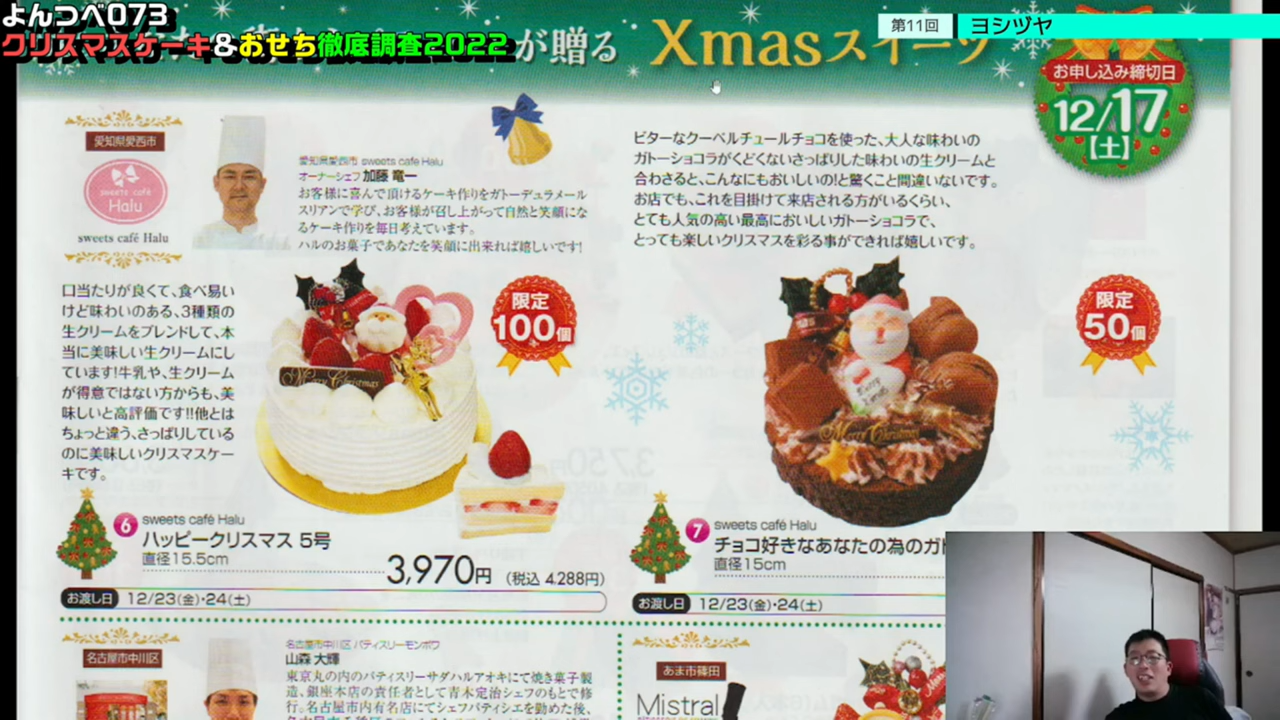 よんつべ073
クリスマスケーキ&おせち徹底調査2022
第11回 ヨシヅヤ
が贈る Xmasスイーツ
お申し込み締切日
12/17
【土】
愛知県愛西市
sweets café
Halu
sweets café Halu
愛知県愛西市 sweets cafe Halu
オーナーシェフ 加藤 竜一
お客様に喜んで頂けるケーキ作りをガトーデュラメール
スリアンで学び、お客様が召し上がって自然と笑顔にな
るケーキ作りを毎日考えています。
ハルのお菓子であなたを笑顔に出来れば嬉しいです!
ビターなクーベルチュールチョコを使った、大人な味わいの
ガトーショコラがくどくないさっぱりした味わいの生クリームと
合わさると、こんなにもおいしいの!と驚くこと間違いないです。
お店でも、これを目掛けて来店される方がいるくらい、
とても人気の高い最高においしいガトーショコラで、
とっても楽しいクリスマスを彩る事ができれば嬉しいです。
口当たりが良くて、食べ易い
けど味わいのある、3種類の
生クリームをブレンドして、本
当に美味しい生クリームにし
ています!牛乳や、生クリーム
が得意ではない方からも、美
味しいと高評価です!!他とは
ちょっと違う、さっぱりしている
のに美味しいクリスマスケー
キです。
限定
100個
Merry Christmas
限定
50個
Merry Christmas
6 sweets café Halu
ハッピークリスマス 5号
直径15.5cm
3,970円 (税込 4.288円)
お渡し日 12/23(金)・24(土)
7 sweets café Halu
チョコ好きなあなたの為のガト
直径15cm
お渡し日 12/23(金)・24(土)
名古屋市中川区
名古屋市中川区 パティスリーモンボワ
山森 大輝
東京丸の内のパティスリーサダハルアオキにて焼き菓子製
造、銀座本店の責任者として青木定治シェフのもとで修
行。名古屋市内有名店にてシェフパティシエを勤めた後、
あま市篠田
Mistral